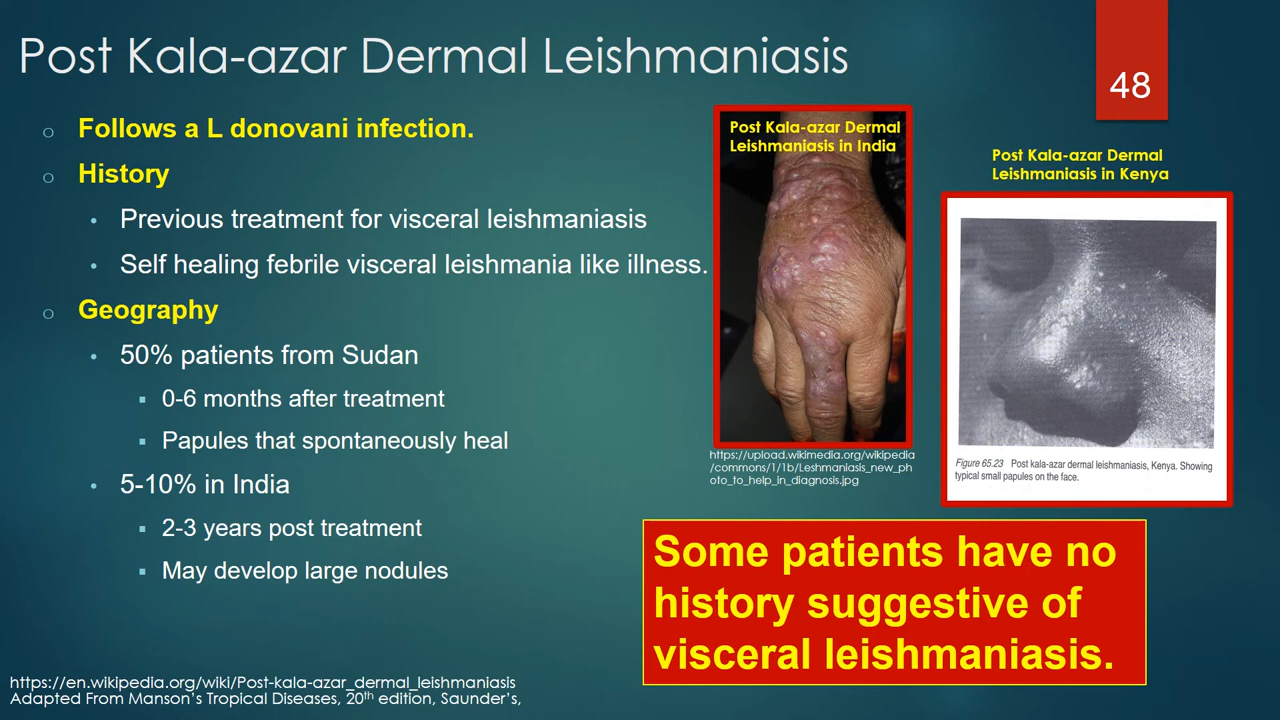 Post Kala-azar Dermal Leishmaniasis
48
Follows a L donovani infection.
History
Previous treatment for visceral leishmaniasis
Self healing febrile visceral leishmania like illness.
Geography
50% patients from Sudan
0-6 months after treatment
Papules that spontaneously heal
5-10% in India
2-3 years post treatment
May develop large nodules
Post Kala-azar Dermal
Leishmaniasis in India
https://upload.wikimedia.org/wikipedia
/commons/1/1b/Leshmaniasis_new_ph
oto_to_help_in_diagnosis.jpg
Post Kala-azar Dermal
Leishmaniasis in Kenya
Figure 65.23 Post kala-azar dermal leishmaniasis, Kenya. Showing
typical small papules on the face.
Some patients have no
history suggestive of
visceral leishmaniasis.
https://en.wikipedia.org/wiki/Post-kala-azar_dermal_leishmaniasis
Adapted From Manson's Tropical Diseases, 20th edition, Saunder's,